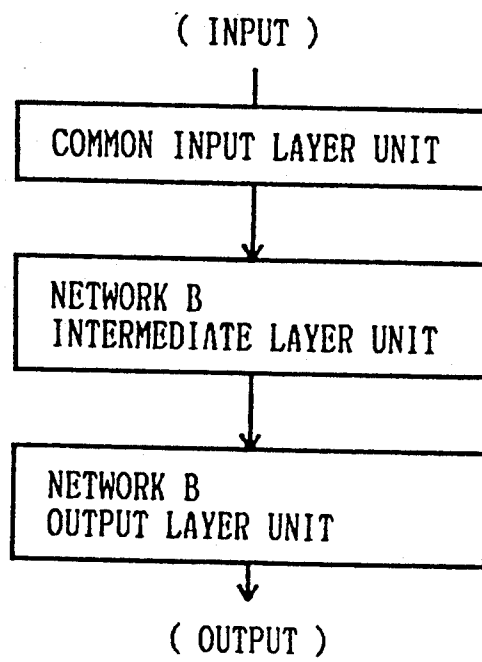 ( INPUT )
COMMON INPUT LAYER UNIT
NETWORK B
INTERMEDIATE LAYER UNIT
NETWORK B
OUTPUT LAYER UNIT
( OUTPUT )